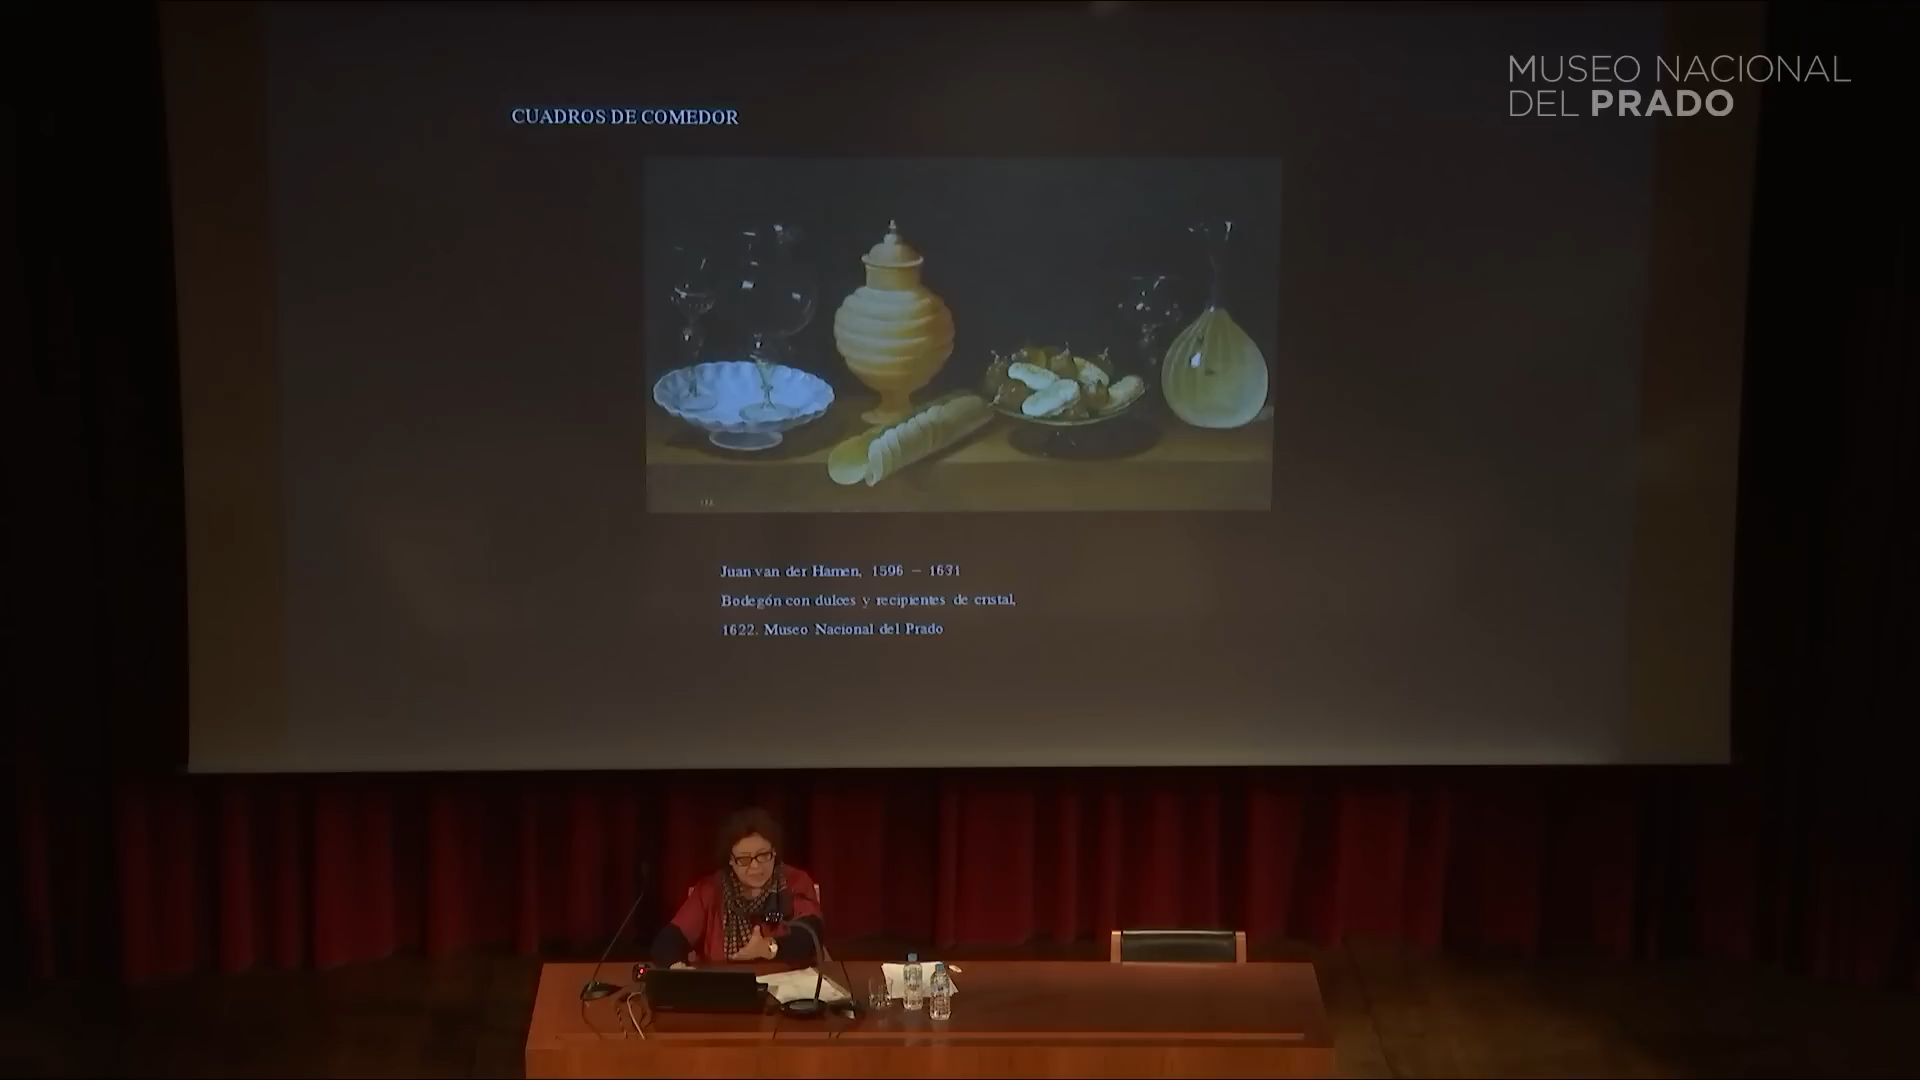 MUSEO NACIONAL
DEL PRADO
CUADROS DE COMEDOR
Juan van der Hamen, 1596 – 1631
Bodegón con dulces y recipientes de cristal,
1622. Museo Nacional del Prado